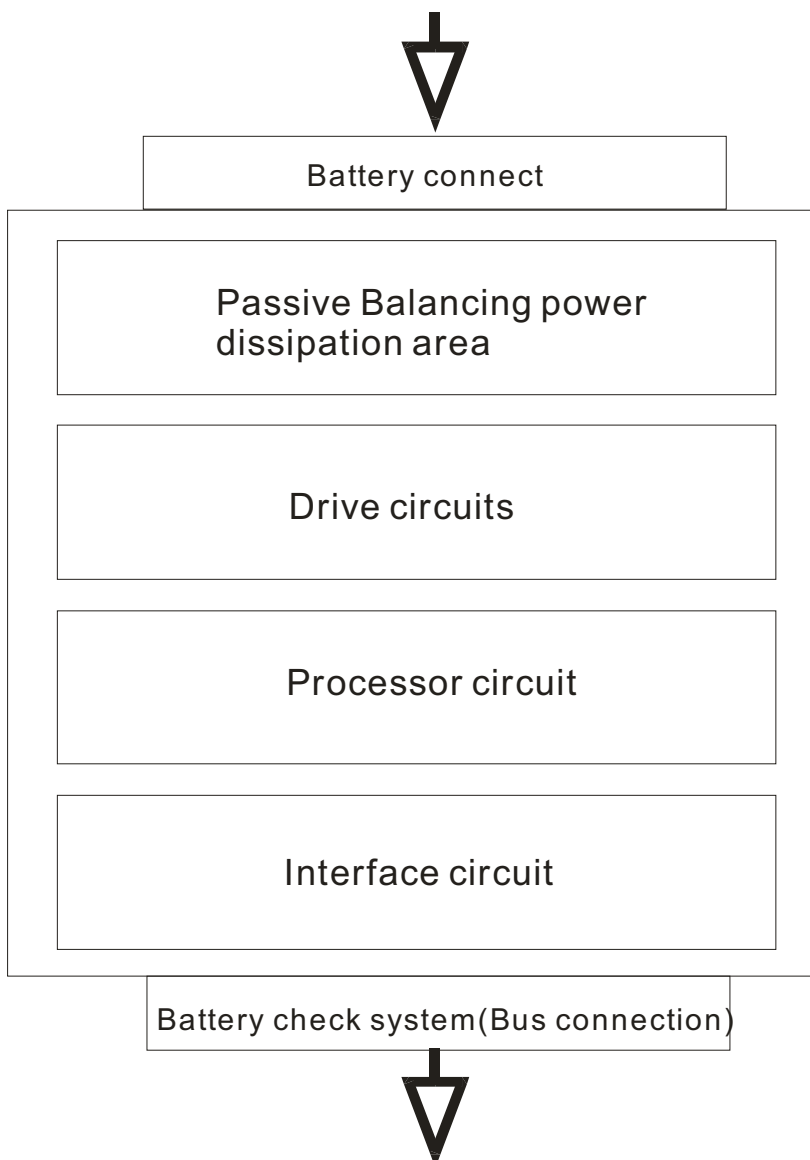 Battery connect
Passive Balancing power
dissipation area
Drive circuits
Processor circuit
Interface circuit
Battery check system(Bus connection)